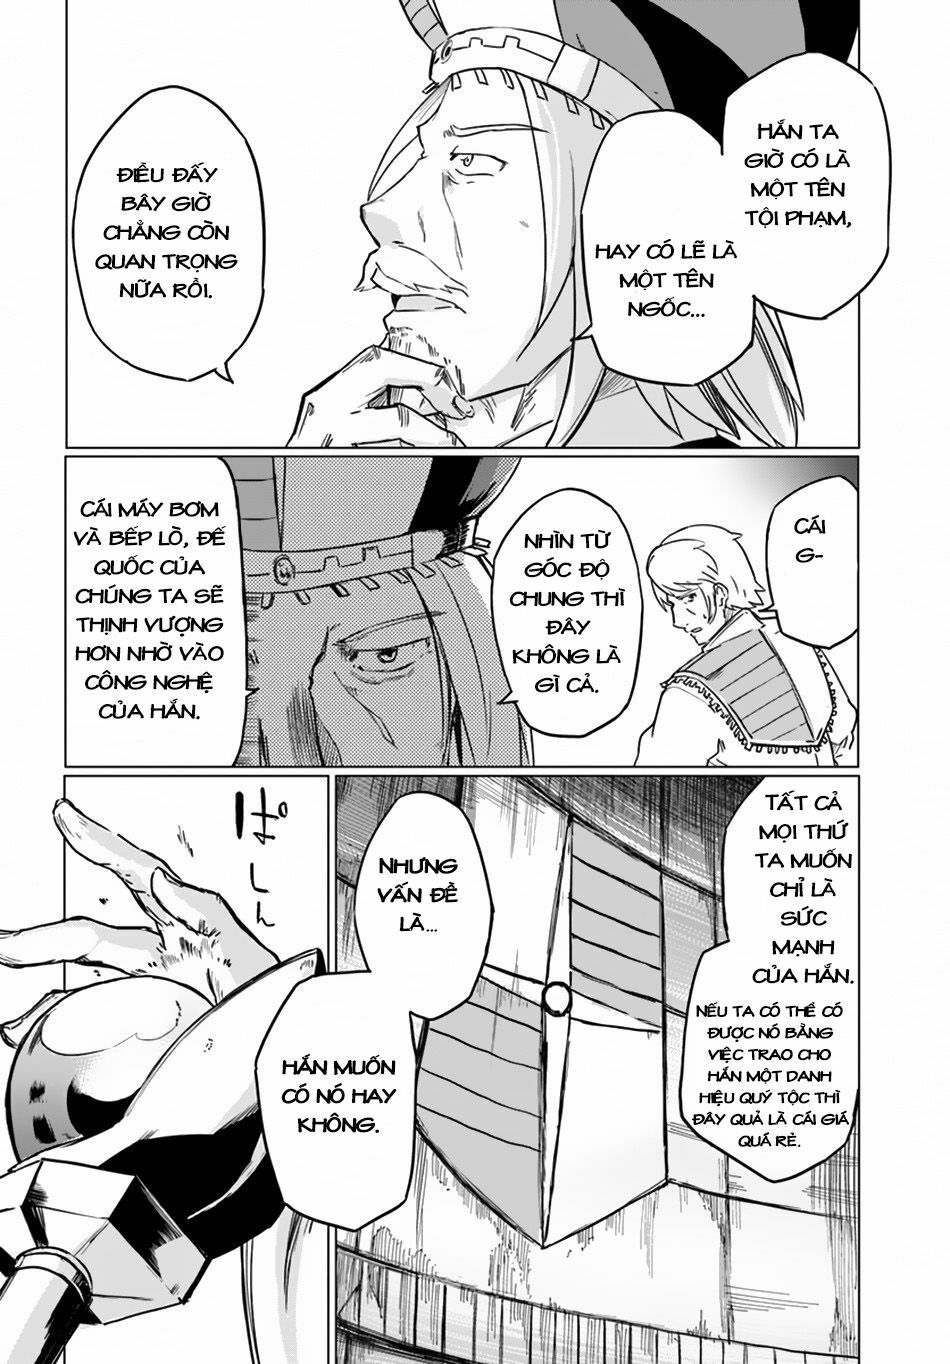 HẮN TA
GIỜ CÓ LÀ
MỘT TÊN
TỘI PHẠM,
HAY CÓ LẼ LÀ
MỘT TÊN
NGỐC...
ĐIỀU ĐẤY
BÂY GIỜ
CHẲNG CÒN
QUAN TRỌNG
NỮA RỒI.
CÁI
G-
NHÌN TỪ
GÓC ĐỘ
CHUNG THÌ
ĐÂY
KHÔNG LÀ
GÌ CẢ.
CÁI MÁY BƠM
VÀ BẾP LÒ, ĐẾ
QUỐC CỦA
CHÚNG TA SẼ
THỊNH VƯỢNG
HƠN NHỜ VÀO
CÔNG NGHỆ
CỦA HẮN.
TẤT CẢ
MỌI THỨ
TA MUỐN
CHỈ LÀ
SỨC
MẠNH
CỦA HẮN.
NẾU TA CÓ THỂ CÓ
ĐƯỢC NÓ BẰNG
VIỆC TRAO CHO
HẮN MỘT DANH
HIỆU QUÝ TỘC THÌ
ĐÂY QUẢ LÀ CÁI GIÁ
QUÁ RẺ.
NHƯNG
VẤN ĐỀ
LÀ...
HẮN MUỐN
CÓ NÓ HAY
KHÔNG.
ぱしん